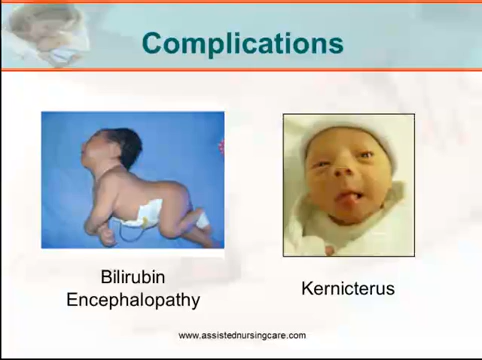 Complications
Bilirubin
Encephalopathy
Kernicterus
www.assistednursingcare.com